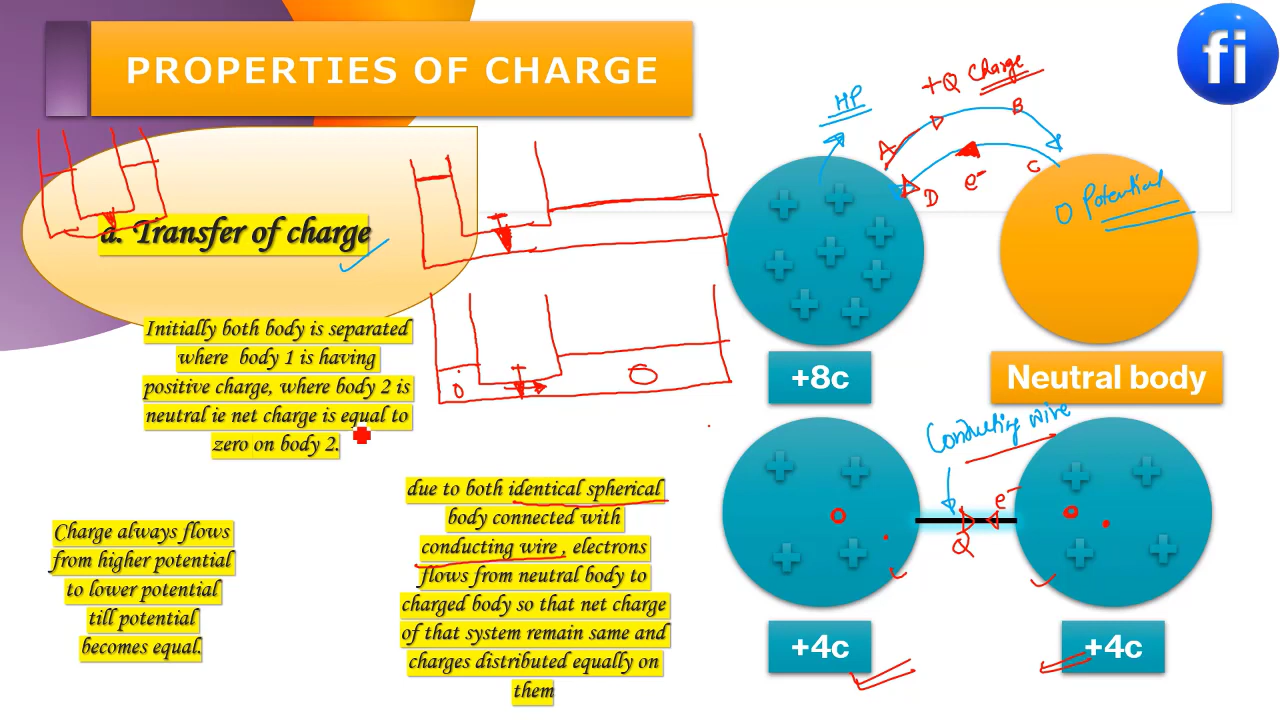 PROPERTIES OF CHARGE
fi
a. Transfer of charge
Initially both body is separated
where body 1 is having
positive charge, where body 2 is
neutral ie net charge is equal to
zero on body 2.
Charge always flows
from higher potential
to lower potential
till potential
becomes equal.
due to both identical spherical
body connected with
conducting wire , electrons
flows from neutral body to
charged body so that net charge
of that system remain same and
charges distributed equally on
them
HP
+Q Charge
A
B
C
D
e-
O Potential
+8c
Neutral body
Conducting wire
Q
e-
+4c
+4c